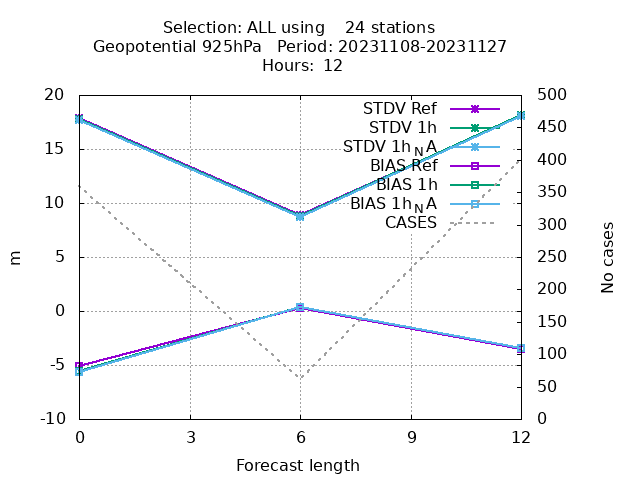 Selection: ALL using    24 stations
Geopotential 925hPa   Period: 20231108-20231127
Hours:  12
20
15
10
5
0
-5
-10
m
STDV Ref
STDV 1h
STDV 1h_NA
BIAS Ref
BIAS 1h
BIAS 1h_NA
CASES
500
450
400
350
300
250
200
150
100
50
0
No cases
0 3 6 9 12
Forecast length